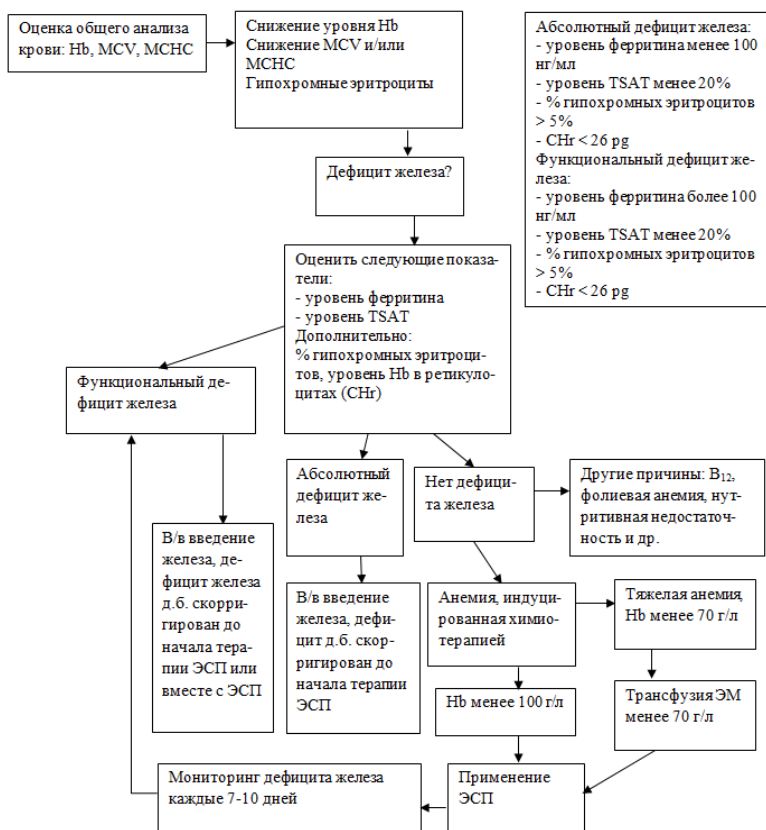 Оценка общего анализа
крови: Hb, MCV, MCHC
Снижение уровня Hb
Снижение MCV и/или
MCHC
Гипохромные эритроциты
Абсолютный дефицит железа:
- уровень ферритина менее 100
нг/мл
- уровень TSAT менее 20%
- % гипохромных эритроцитов
> 5%
- CHr < 26 pg
Функциональный дефицит же-
леза:
- уровень ферритина более 100
нг/мл
- уровень TSAT менее 20%
- % гипохромных эритроцитов
> 5%
- CHr < 26 pg
Дефицит железа?
Оценить следующие показа-
тели:
- уровень ферритина
- уровень TSAT
Дополнительно:
% гипохромных эритроци-
тов, уровень Hb в ретикуло-
цитах (CHr)
Функциональный де-
фицит железа
Абсолютный
дефицит же-
леза
Нет дефици-
та железа
Другие причины: B₁₂,
фолиевая анемия, нут-
ритивная недостаточ-
ность и др.
В/в введение
железа, де-
фицит железа
д.б. скорри-
гирован до
начала тера-
пии ЭСП или
вместе с ЭСП
В/в введение
железа, дефи-
цит д.б. скор-
ригирован до
начала терапии
ЭСП
Анемия, индуци-
рованная химио-
терапией
Тяжелая анемия,
Hb менее 70 г/л
Hb менее 100 г/л
Трансфузия ЭМ
менее 70 г/л
Мониторинг дефицита железа
каждые 7-10 дней
Применение
ЭСП